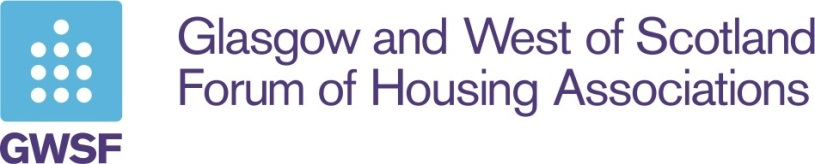 Glasgow and West of Scotland
Forum of Housing Associations
GWSF